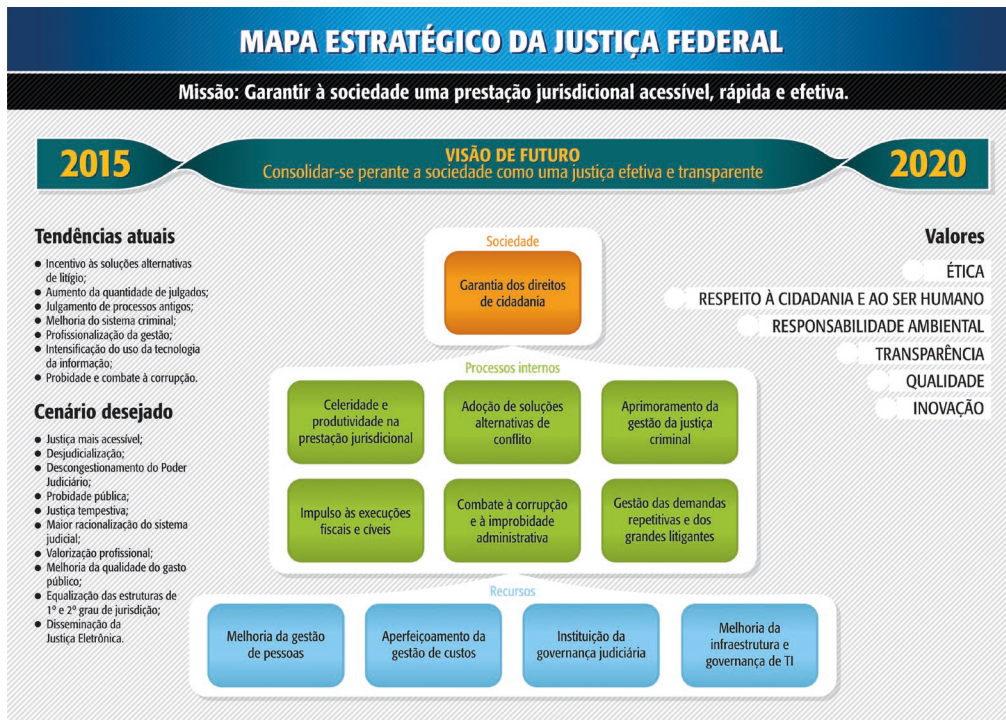 MAPA ESTRATÉGICO DA JUSTIÇA FEDERAL
Missão: Garantir à sociedade uma prestação jurisdicional acessível, rápida e efetiva.
2015
VISÃO DE FUTURO
Consolidar-se perante a sociedade como uma justiça efetiva e transparente
2020
Tendências atuais
● Incentivo às soluções alternativas
de litígio;
● Aumento da quantidade de julgados;
● Julgamento de processos antigos;
● Melhoria do sistema criminal;
● Profissionalização da gestão;
● Intensificação do uso da tecnologia
da informação;
● Probidade e combate à corrupção.
Cenário desejado
● Justiça mais acessível;
● Desjudicialização;
● Descongestionamento do Poder
Judiciário;
● Probidade pública;
● Justiça tempestiva;
● Maior racionalização do sistema
judicial;
● Valorização profissional;
● Melhoria da qualidade do gasto
público;
● Equalização das estruturas de
1º e 2º grau de jurisdição;
● Disseminação da
Justiça Eletrônica.
Sociedade
Garantia dos direitos
de cidadania
Processos internos
Celeridade e
produtividade na
prestação jurisdicional
Adoção de soluções
alternativas de
conflito
Aprimoramento da
gestão da justiça
criminal
Impulso às execuções
fiscais e cíveis
Combate à corrupção
e à improbidade
administrativa
Gestão das demandas
repetitivas e dos
grandes litigantes
Recursos
Melhoria da gestão
de pessoas
Aperfeiçoamento da
gestão de custos
Instituição da
governança judiciária
Melhoria da
infraestrutura e
governança de TI
Valores
ÉTICA
RESPEITO À CIDADANIA E AO SER HUMANO
RESPONSABILIDADE AMBIENTAL
TRANSPARÊNCIA
QUALIDADE
INOVAÇÃO